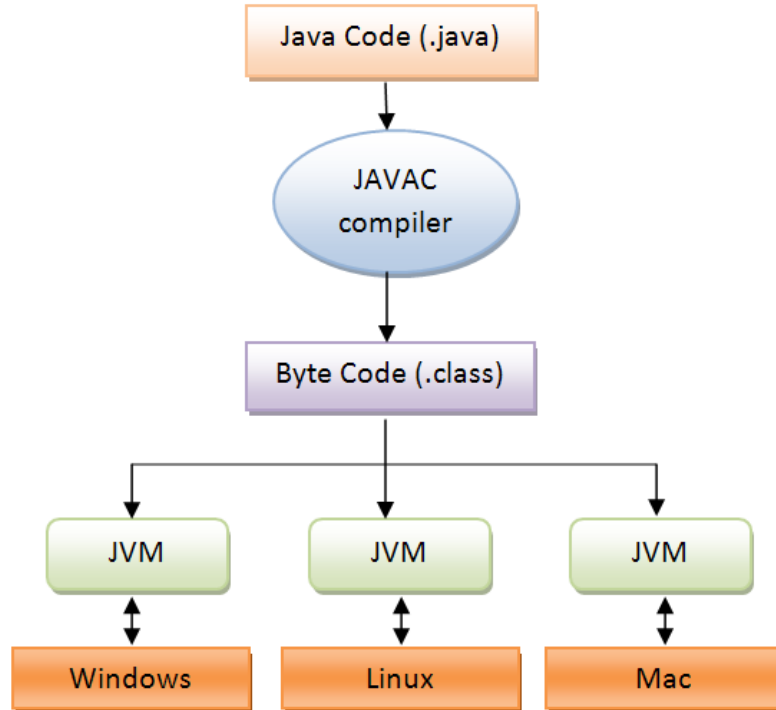 Java Code (.java)
JAVAC
compiler
Byte Code (.class)
JVM
JVM
JVM
Windows
Linux
Mac